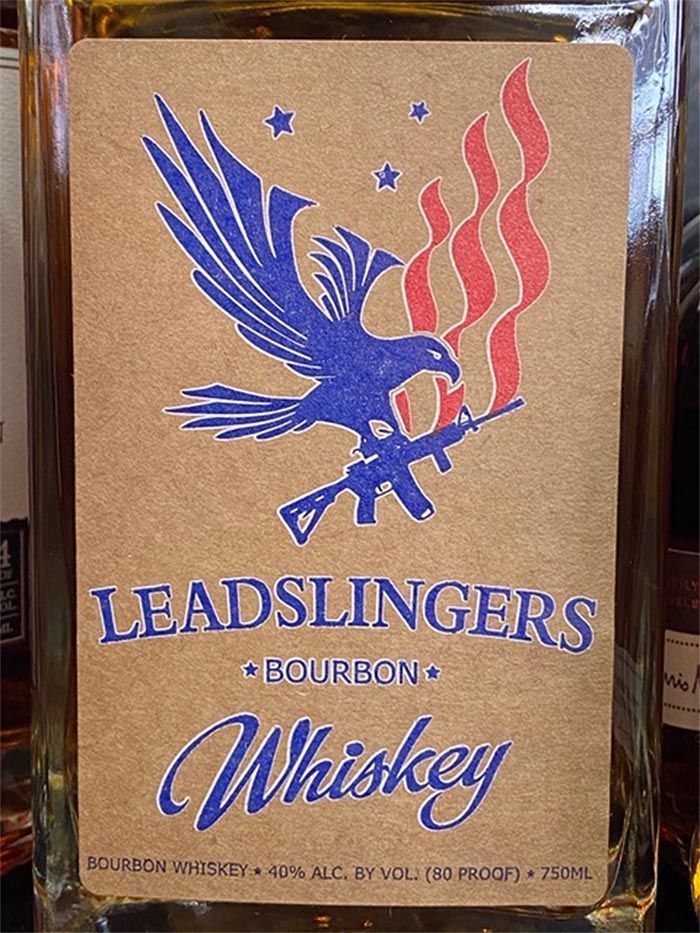 LEADSLINGERS
★BOURBON★
Whiskey
BOURBON WHISKEY ★ 40% ALC. BY VOL. (80 PROOF) ★ 750ML